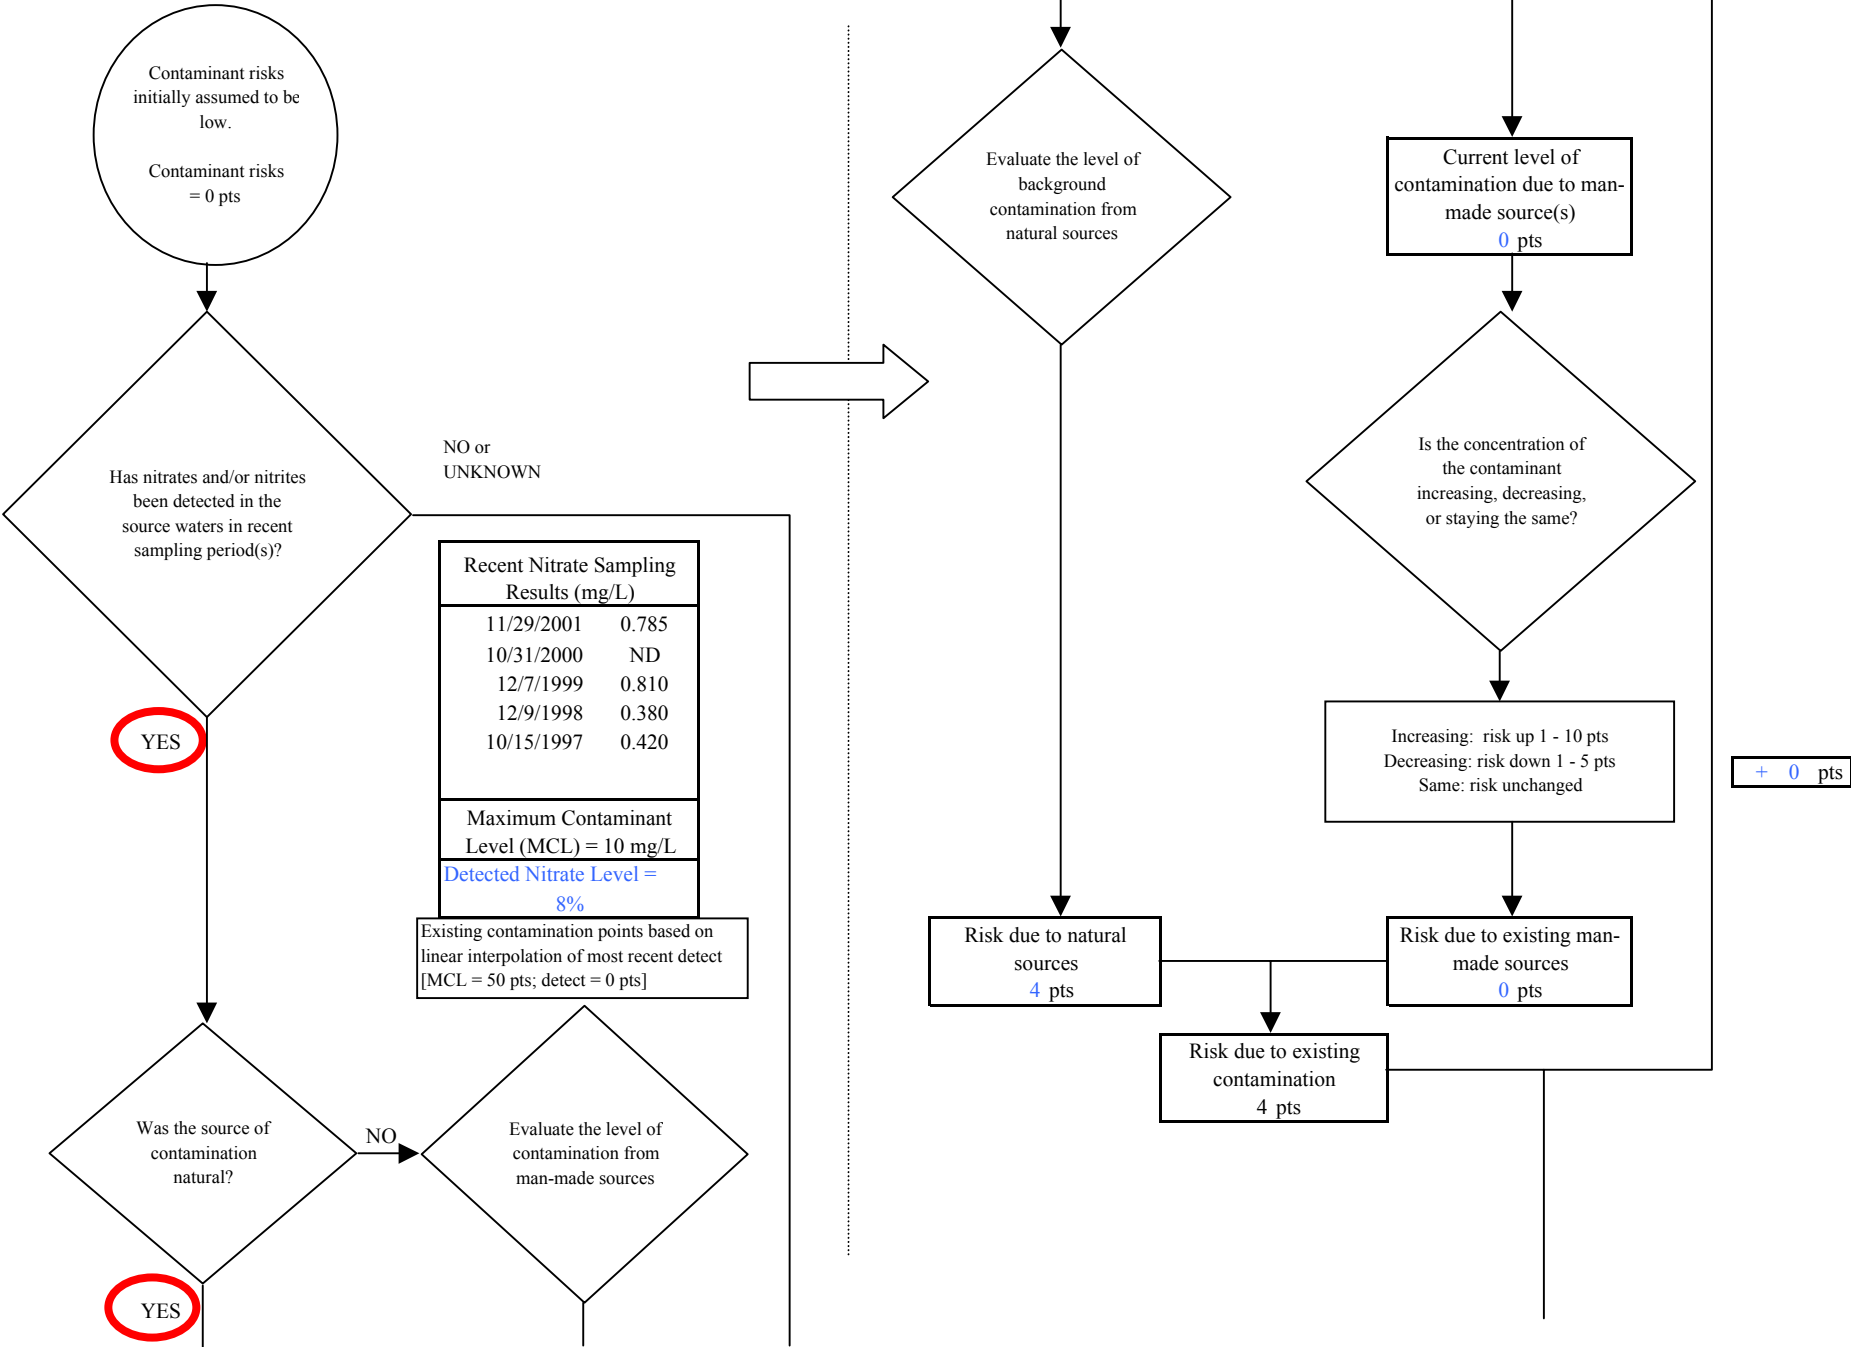 Contaminant risks
initially assumed to be
low.
Contaminant risks
= 0 pts
Has nitrates and/or nitrites
been detected in the
source waters in recent
sampling period(s)?
NO or
UNKNOWN
YES
Recent Nitrate Sampling
Results (mg/L)
11/29/2001 0.785
10/31/2000 ND
12/7/1999 0.810
12/9/1998 0.380
10/15/1997 0.420
Maximum Contaminant
Level (MCL) = 10 mg/L
Detected Nitrate Level =
8%
Existing contamination points based on
linear interpolation of most recent detect
[MCL = 50 pts; detect = 0 pts]
Was the source of
contamination
natural?
NO
Evaluate the level of
contamination from
man-made sources
YES
Evaluate the level of
background
contamination from
natural sources
Current level of
contamination due to man-
made source(s)
0 pts
Is the concentration of
the contaminant
increasing, decreasing,
or staying the same?
Increasing: risk up 1 - 10 pts
Decreasing: risk down 1 - 5 pts
Same: risk unchanged
+ 0 pts
Risk due to natural
sources
4 pts
Risk due to existing man-
made sources
0 pts
Risk due to existing
contamination
4 pts